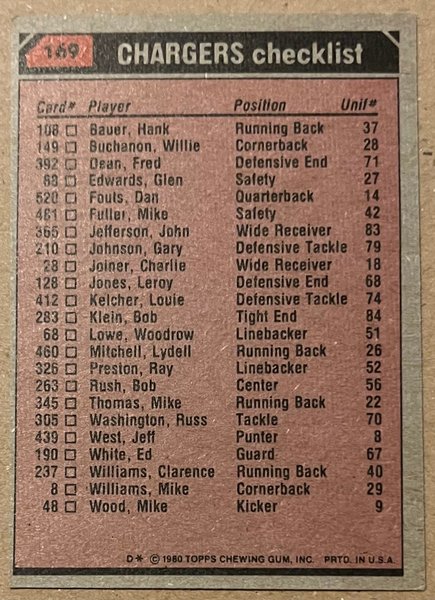 169 CHARGERS checklist
Card# Player Position Unif#
108 Bauer, Hank Running Back 37
149 Buchanon, Willie Cornerback 28
392 Dean, Fred Defensive End 71
83 Edwards, Glen Safety 27
520 Fouts, Dan Quarterback 14
481 Fuller, Mike Safety 42
365 Jefferson, John Wide Receiver 83
210 Johnson, Gary Defensive Tackle 79
28 Joiner, Charlie Wide Receiver 18
128 Jones, Leroy Defensive End 68
412 Kelcher, Louie Defensive Tackle 74
283 Klein, Bob Tight End 84
68 Lowe, Woodrow Linebacker 51
460 Mitchell, Lydell Running Back 26
326 Preston, Ray Linebacker 52
263 Rush, Bob Center 56
345 Thomas, Mike Running Back 22
305 Washington, Russ Tackle 70
439 West, Jeff Punter 8
190 White, Ed Guard 67
237 Williams, Clarence Running Back 40
8 Williams, Mike Cornerback 29
48 Wood, Mike Kicker 9
D* © 1980 TOPPS CHEWING GUM, INC. PRTD. IN U.S.A.